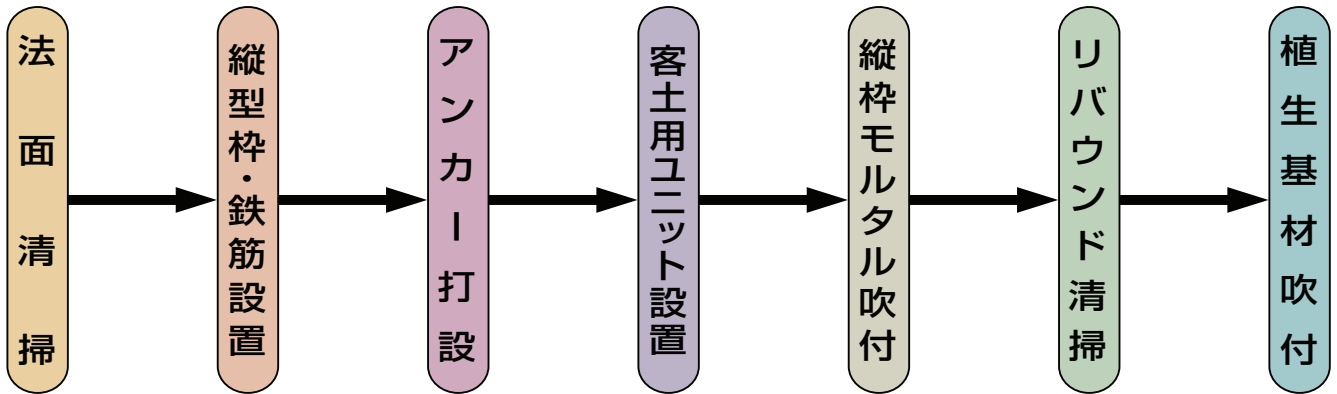 法面清掃
縦型枠・鉄筋設置
アンカー打設
客土用ユニット設置
縦枠モルタル吹付
リバウンド清掃
植生基材吹付